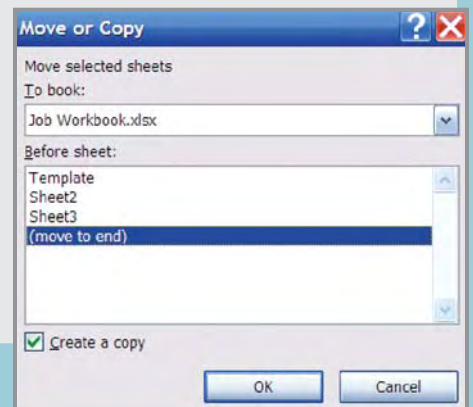 Move or Copy
Move selected sheets
To book:
Job Workbook.xlsx
Before sheet:
Template
Sheet2
Sheet3
(move to end)
Create a copy
OK Cancel